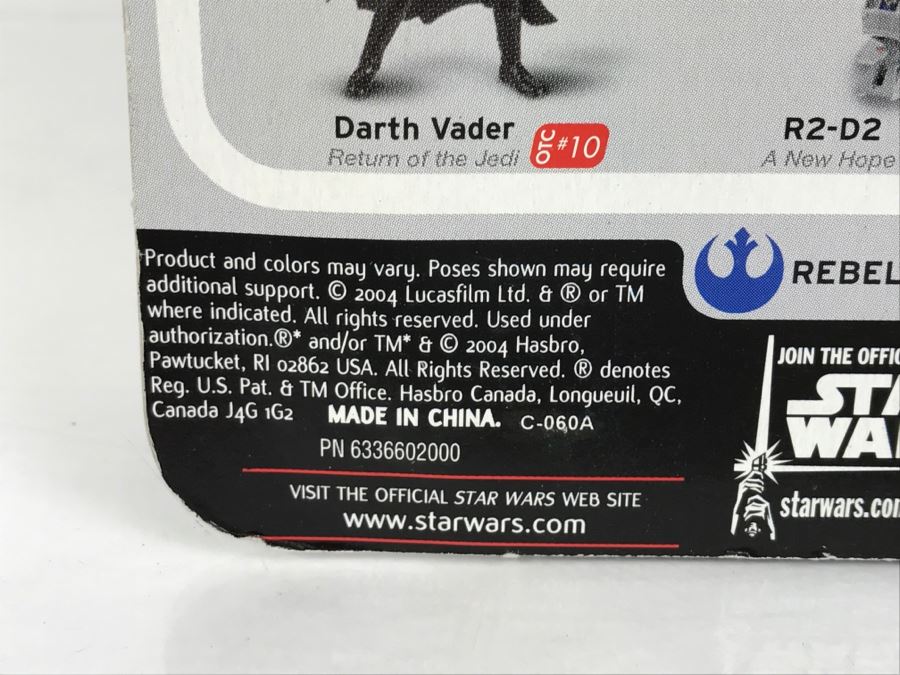 Darth Vader
Return of the Jedi
OTC #10
R2-D2
A New Hope
Product and colors may vary. Poses shown may require
additional support. © 2004 Lucasfilm Ltd. & ® or TM
where indicated. All rights reserved. Used under
authorization.®* and/or TM* & © 2004 Hasbro,
Pawtucket, RI 02862 USA. All Rights Reserved. ® denotes
Reg. U.S. Pat. & TM Office. Hasbro Canada, Longueuil, QC,
Canada J4G 1G2 MADE IN CHINA. C-060A
PN 6336602000
VISIT THE OFFICIAL STAR WARS WEB SITE
www.starwars.com
REBEL
JOIN THE OFFIC
STA
WA
starwars.co